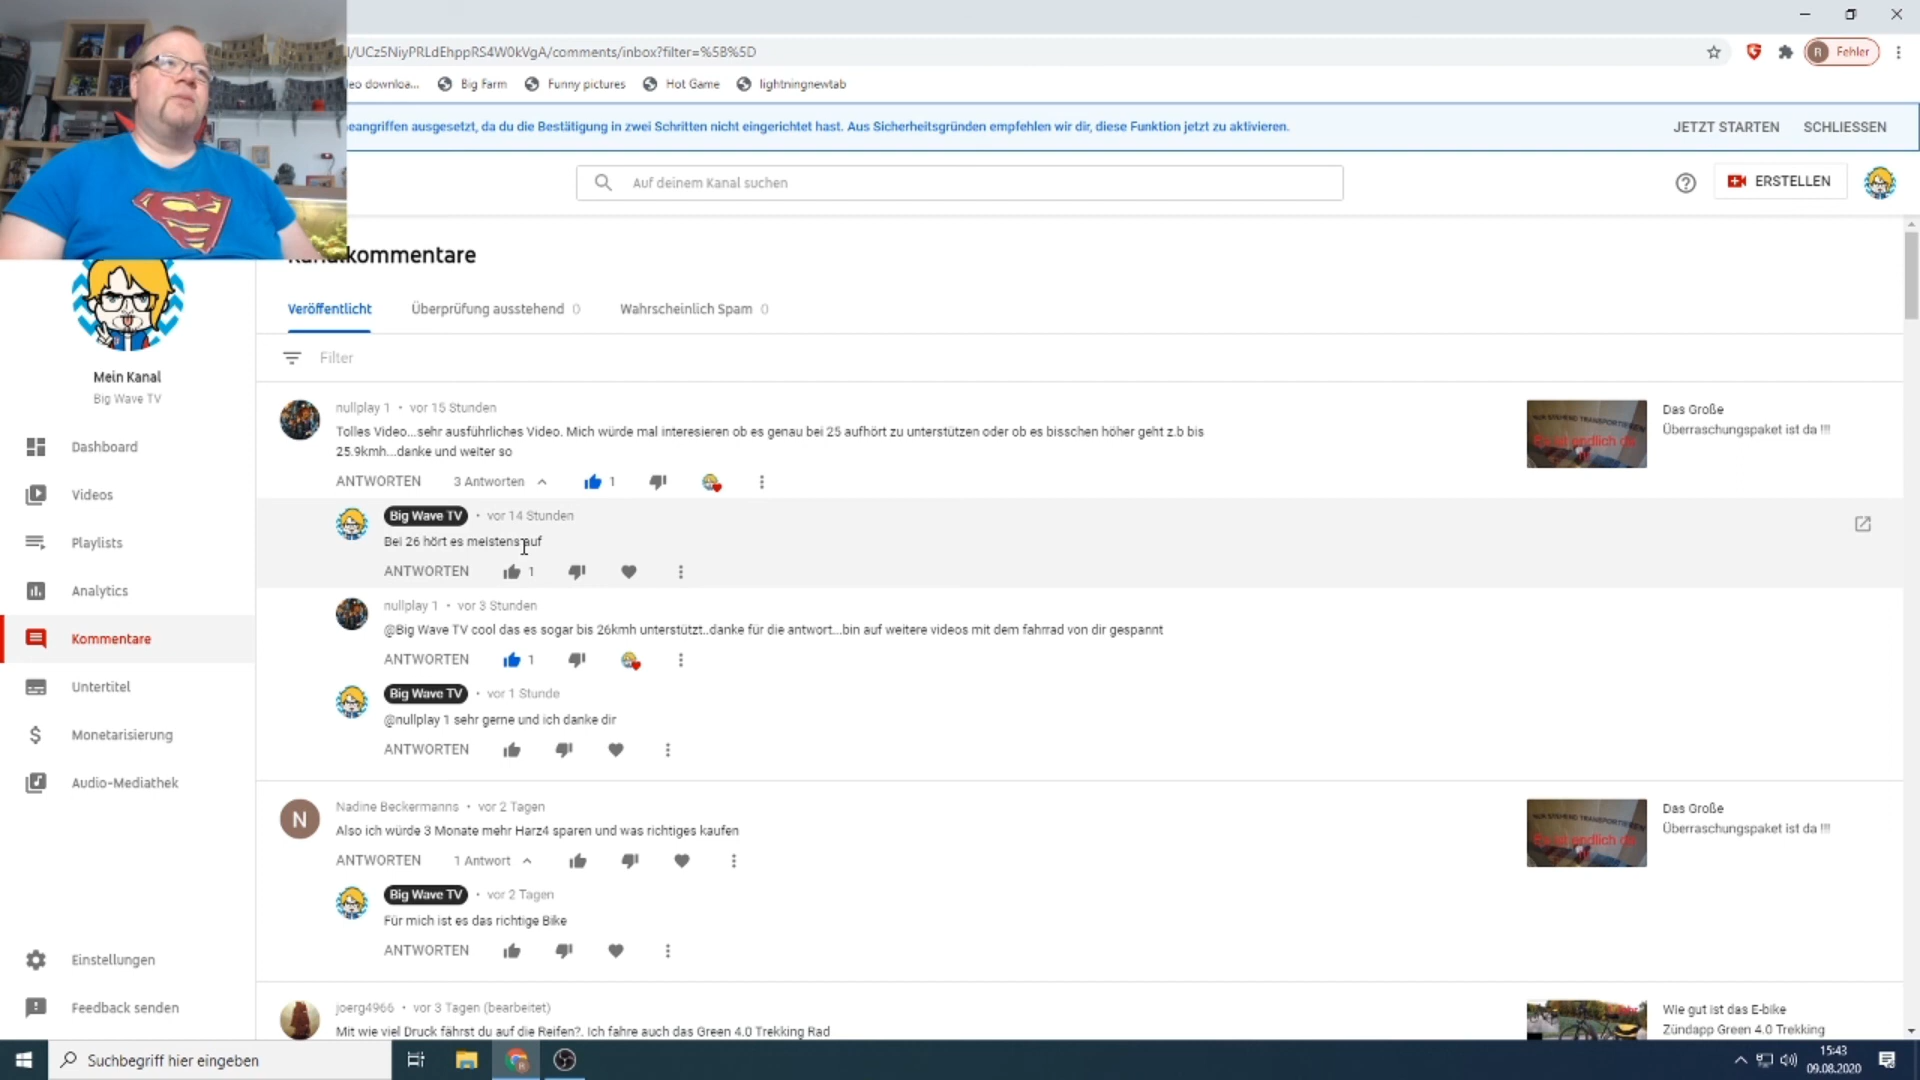 /UCz5NiyPRLdEhppRS4W0kVgA/comments/inbox?filter=%5B%5D
Fehler
eo downloa...
Big Farm
Funny pictures
Hot Game
lightningnewtab
eangriffen ausgesetzt, da du die Bestätigung in zwei Schritten nicht eingerichtet hast. Aus Sicherheitsgründen empfehlen wir dir, diese Funktion jetzt zu aktivieren.
JETZT STARTEN
SCHLIESSEN
Auf deinem Kanal suchen
ERSTELLEN
kommentare
Veröffentlicht
Überprüfung ausstehend 0
Wahrscheinlich Spam 0
Filter
Mein Kanal
Big Wave TV
Dashboard
Videos
Playlists
Analytics
Kommentare
Untertitel
Monetarisierung
Audio-Mediathek
Einstellungen
Feedback senden
nullplay 1 • vor 15 Stunden
Tolles Video...sehr ausführliches Video. Mich würde mal interesieren ob es genau bei 25 aufhört zu unterstützen oder ob es bisschen höher geht z.b bis
25.9kmh...danke und weiter so
ANTWORTEN
3 Antworten
1
Das Große
Überraschungspaket ist da !!!
Big Wave TV • vor 14 Stunden
Bei 26 hört es meistens auf
ANTWORTEN
1
nullplay 1 • vor 3 Stunden
@Big Wave TV cool das es sogar bis 26kmh unterstützt..danke für die antwort...bin auf weitere videos mit dem fahrrad von dir gespannt
ANTWORTEN
1
Big Wave TV • vor 1 Stunde
@nullplay 1 sehr gerne und ich danke dir
ANTWORTEN
N
Nadine Beckermanns • vor 2 Tagen
Also ich würde 3 Monate mehr Harz4 sparen und was richtiges kaufen
ANTWORTEN
1 Antwort
Das Große
Überraschungspaket ist da !!!
Big Wave TV • vor 2 Tagen
Für mich ist es das richtige Bike
ANTWORTEN
joerg4966 • vor 3 Tagen (bearbeitet)
Mit wie viel Druck fährst du auf die Reifen?. Ich fahre auch das Green 4.0 Trekking Rad
Wie gut ist das E-bike
Zündapp Green 4.0 Trekking
Suchbegriff hier eingeben
15:43
09.08.2020